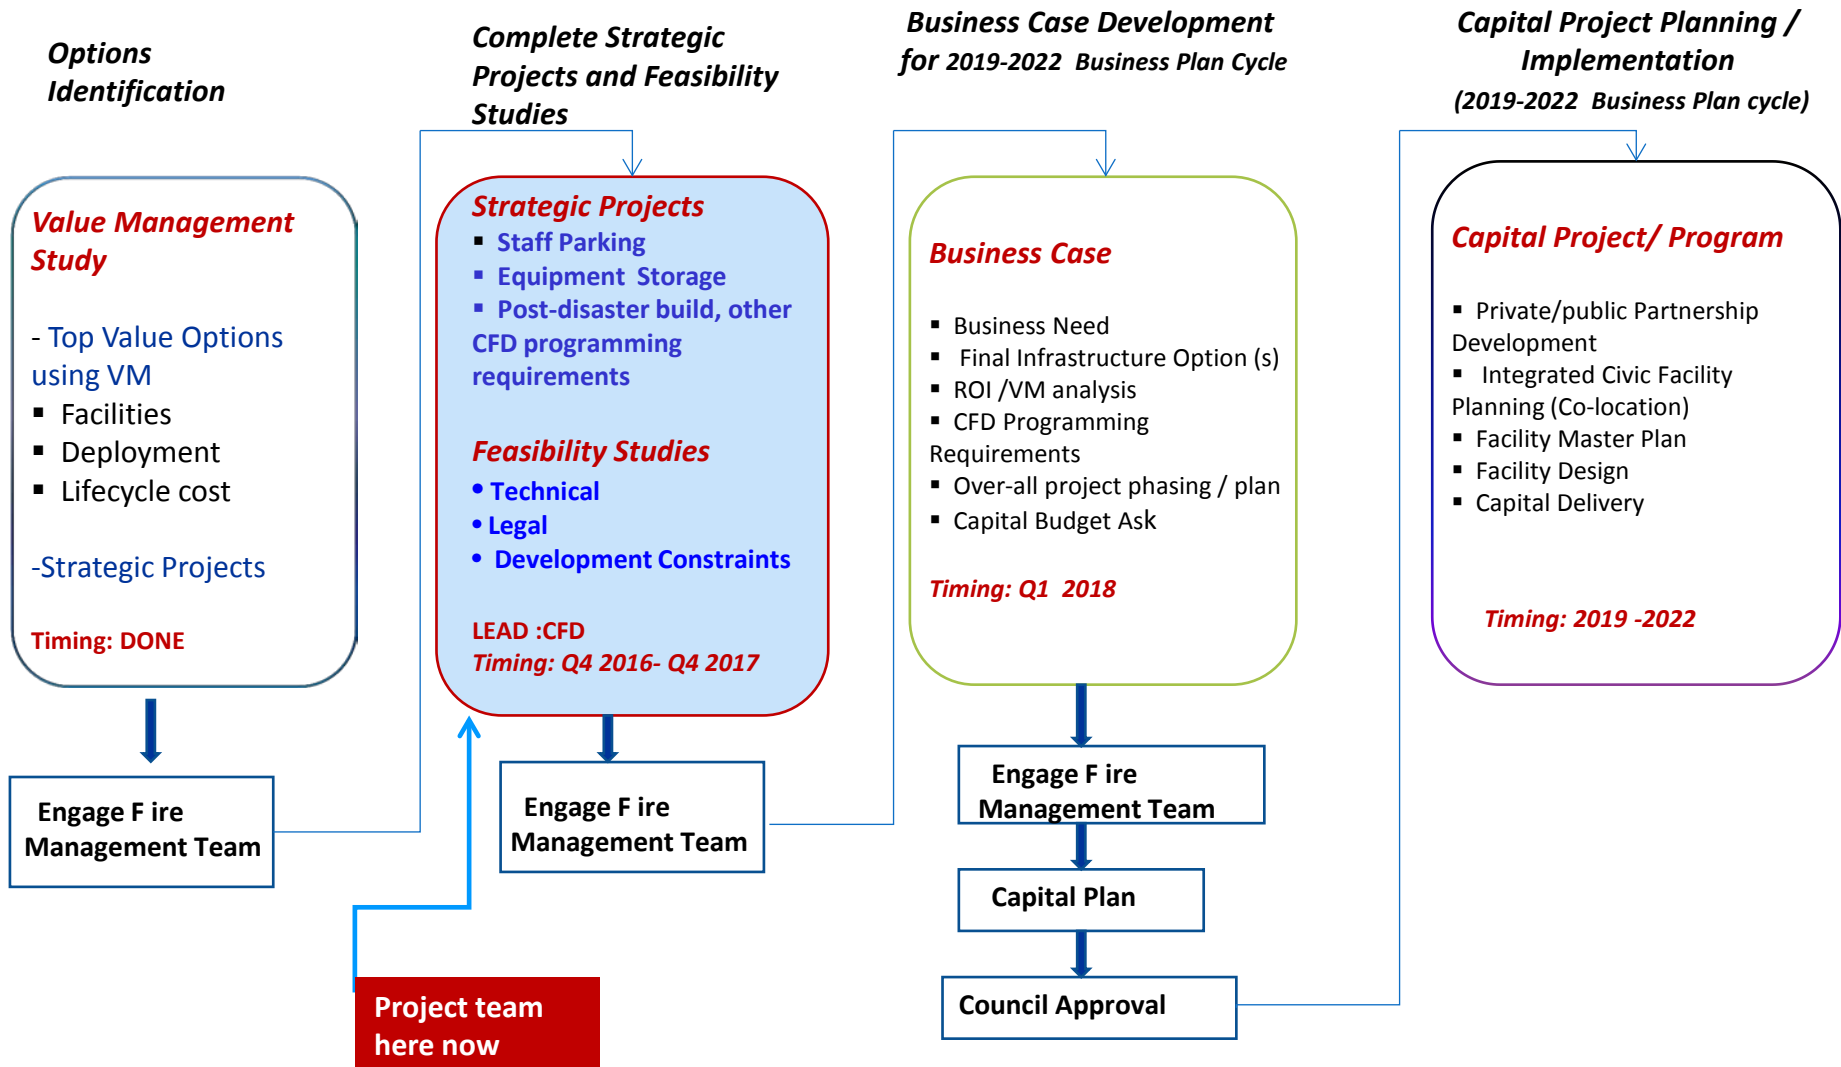 Options
Identification
Complete Strategic
Projects and Feasibility
Studies
Business Case Development
for 2019-2022 Business Plan Cycle
Capital Project Planning /
Implementation
(2019-2022 Business Plan cycle)
Value Management
Study
- Top Value Options
using VM
▪ Facilities
▪ Deployment
▪ Lifecycle cost
-Strategic Projects
Timing: DONE
Engage F ire
Management Team
Strategic Projects
▪ Staff Parking
▪ Equipment Storage
▪ Post-disaster build, other
CFD programming
requirements
Feasibility Studies
• Technical
• Legal
• Development Constraints
LEAD :CFD
Timing: Q4 2016- Q4 2017
Engage F ire
Management Team
Project team
here now
Business Case
▪ Business Need
▪ Final Infrastructure Option (s)
▪ ROI /VM analysis
▪ CFD Programming
Requirements
▪ Over-all project phasing / plan
▪ Capital Budget Ask
Timing: Q1 2018
Engage F ire
Management Team
Capital Plan
Council Approval
Capital Project/ Program
▪ Private/public Partnership
Development
▪ Integrated Civic Facility
Planning (Co-location)
▪ Facility Master Plan
▪ Facility Design
▪ Capital Delivery
Timing: 2019 -2022